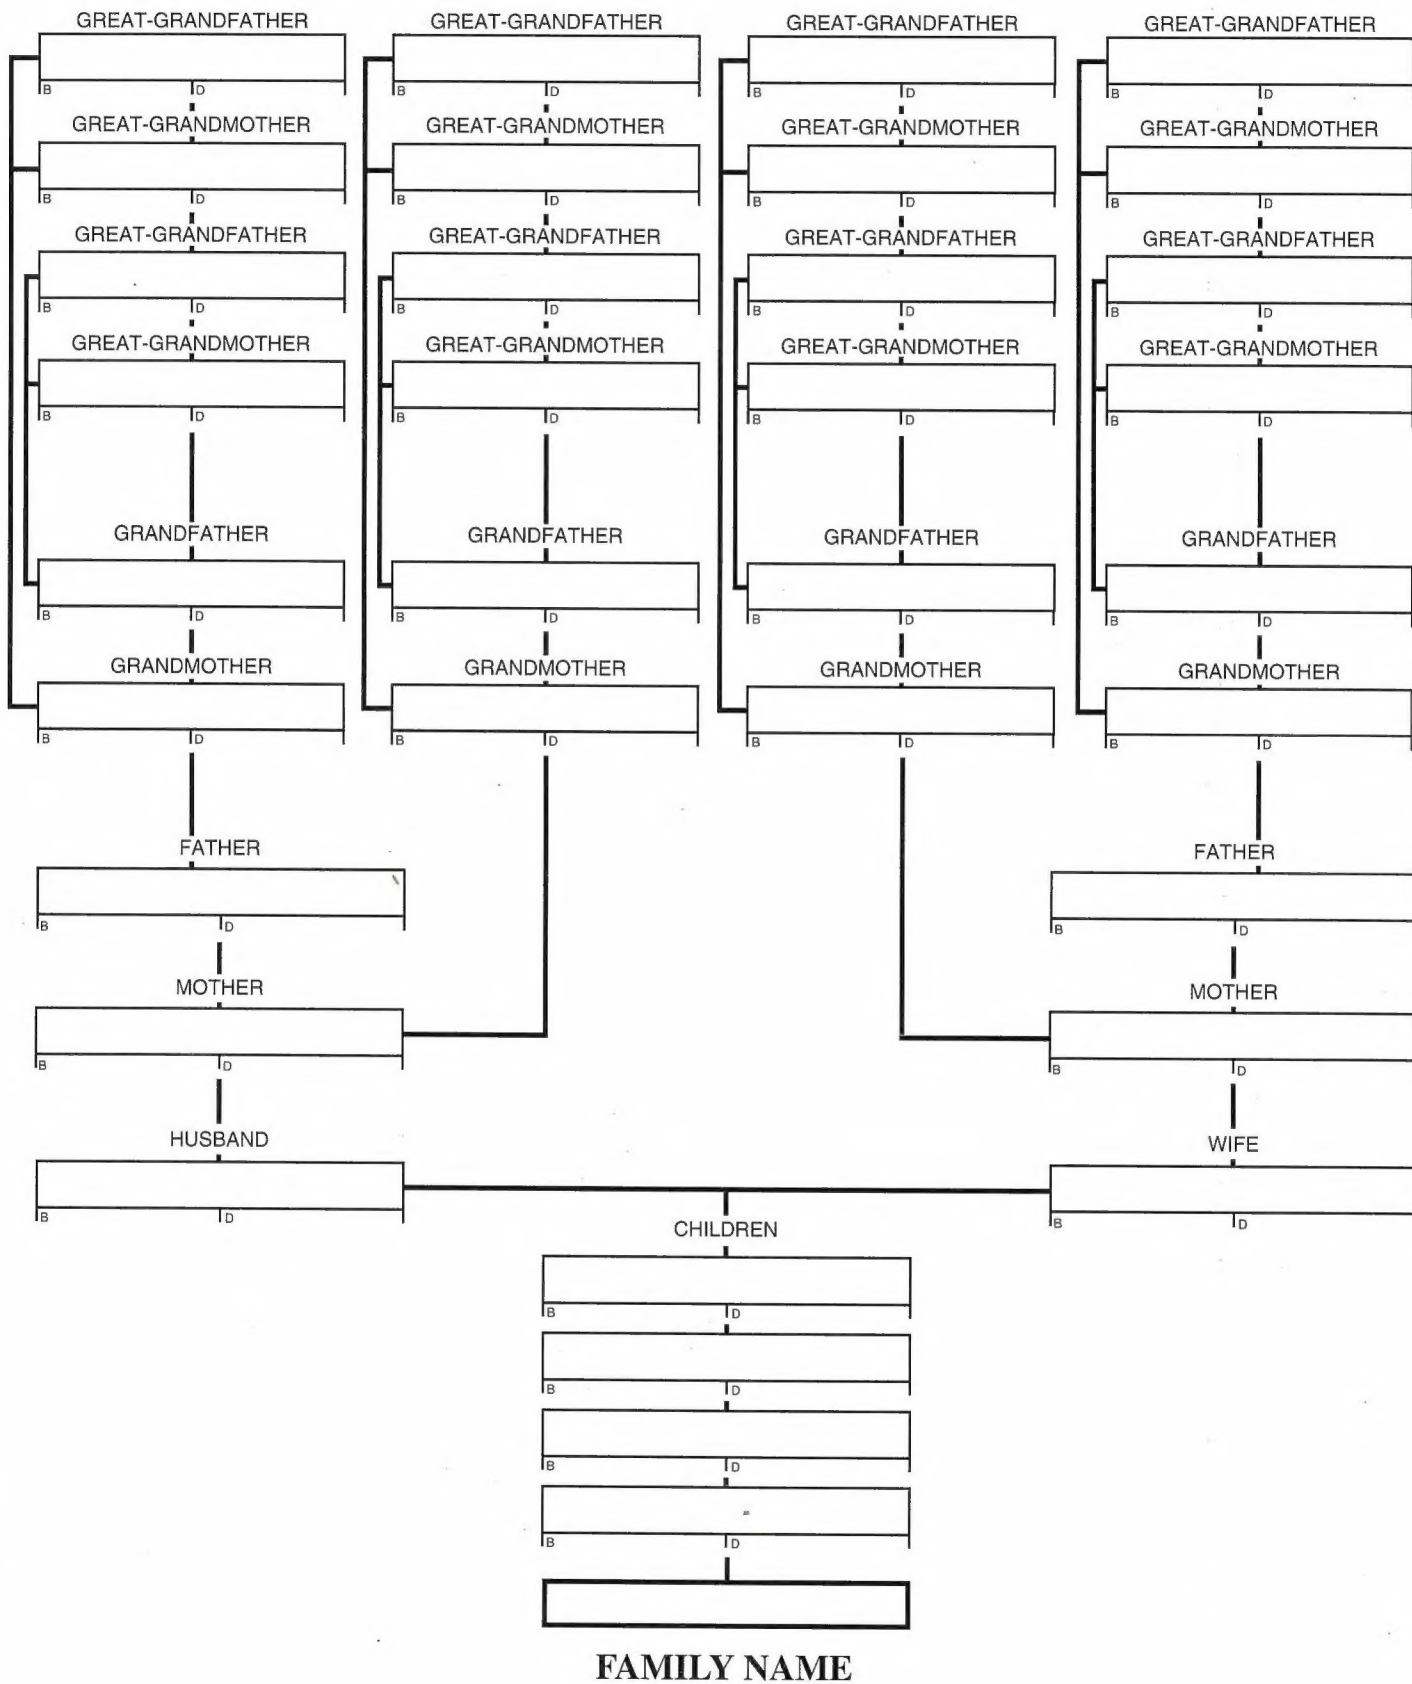 GREAT-GRANDFATHER GREAT-GRANDFATHER GREAT-GRANDFATHER GREAT-GRANDFATHER
B D B D B D B D
GREAT-GRANDMOTHER GREAT-GRANDMOTHER GREAT-GRANDMOTHER GREAT-GRANDMOTHER
B D B D B D B D
GREAT-GRANDFATHER GREAT-GRANDFATHER GREAT-GRANDFATHER GREAT-GRANDFATHER
B D B D B D B D
GREAT-GRANDMOTHER GREAT-GRANDMOTHER GREAT-GRANDMOTHER GREAT-GRANDMOTHER
B D B D B D B D
GRANDFATHER GRANDFATHER GRANDFATHER GRANDFATHER
B D B D B D B D
GRANDMOTHER GRANDMOTHER GRANDMOTHER GRANDMOTHER
B D B D B D B D
FATHER FATHER
B D B D
MOTHER MOTHER
B D B D
HUSBAND WIFE
B D B D
CHILDREN
B D
B D
B D
B D
FAMILY NAME